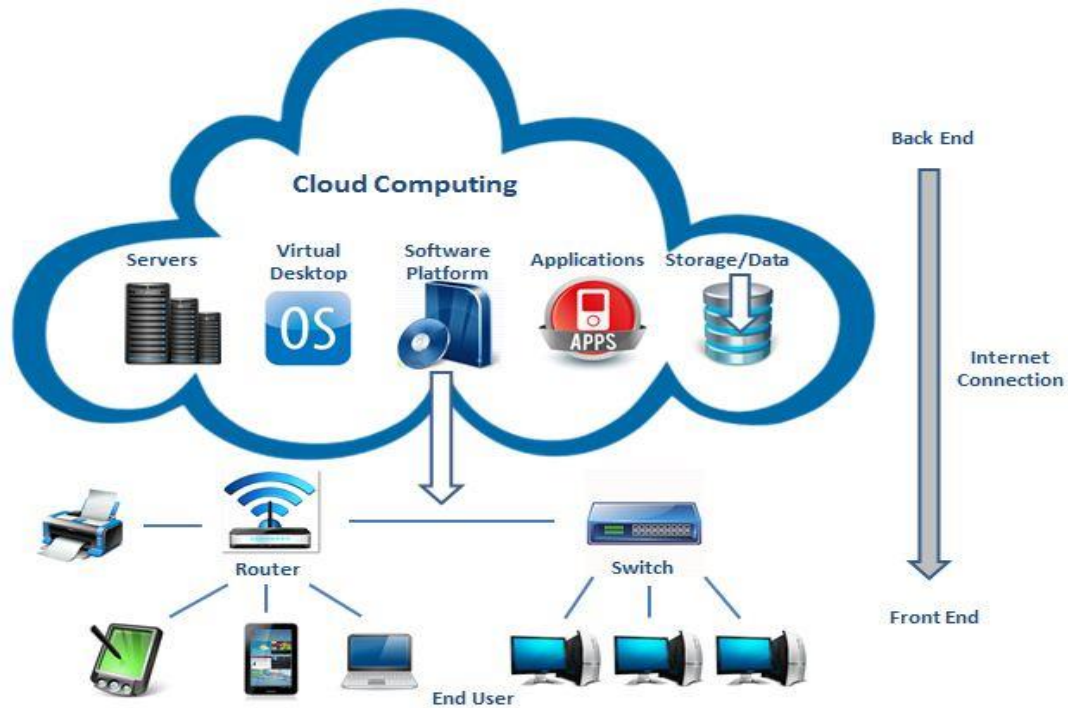 Cloud Computing
Back End
Servers
Virtual
Desktop
OS
Software
Platform
Applications
APPS
Storage/Data
Internet
Connection
Router
Switch
Front End
End User